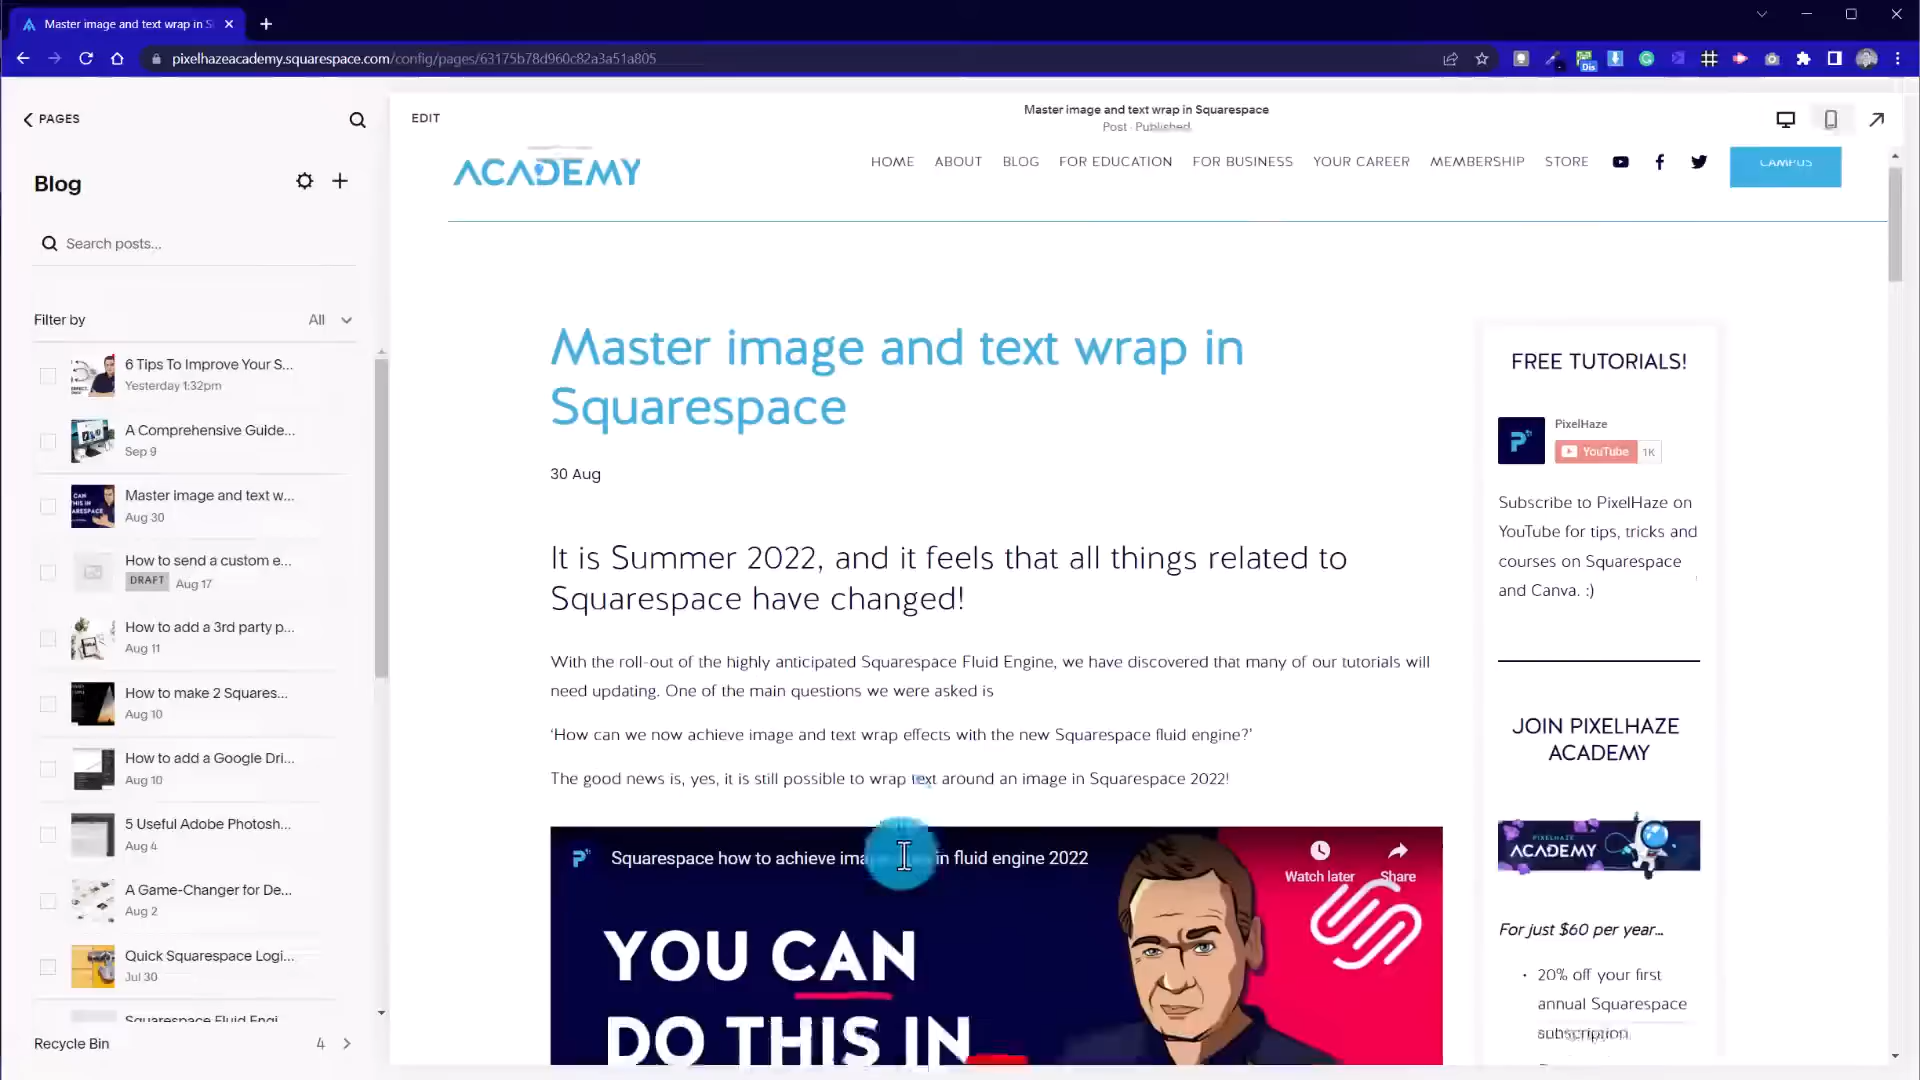 Master image and text wrap in S
pixelhazeacademy.squarespace.com/config/pages/63175b78d960c82a3a51a805
Dis
PAGES
EDIT
Master image and text wrap in Squarespace
Post · Published
ACADEMY
HOME ABOUT BLOG FOR EDUCATION FOR BUSINESS YOUR CAREER MEMBERSHIP STORE
CAMPUS
Blog
Search posts...
Filter by All
6 Tips To Improve Your S...
Yesterday 1:32pm
A Comprehensive Guide...
Sep 9
Master image and text w...
Aug 30
How to send a custom e...
DRAFT Aug 17
How to add a 3rd party p...
Aug 11
How to make 2 Squares...
Aug 10
How to add a Google Dri...
Aug 10
5 Useful Adobe Photosh...
Aug 4
A Game-Changer for De...
Aug 2
Quick Squarespace Logi...
Jul 30
Squarespace Fluid Engi
Recycle Bin 4
Master image and text wrap in
Squarespace
30 Aug
It is Summer 2022, and it feels that all things related to
Squarespace have changed!
With the roll-out of the highly anticipated Squarespace Fluid Engine, we have discovered that many of our tutorials will
need updating. One of the main questions we were asked is
‘How can we now achieve image and text wrap effects with the new Squarespace fluid engine?’
The good news is, yes, it is still possible to wrap text around an image in Squarespace 2022!
Squarespace how to achieve in fluid engine 2022
Watch later Share
YOU CAN
DO THIS IN
FREE TUTORIALS!
PixelHaze
YouTube 1K
Subscribe to PixelHaze on
YouTube for tips, tricks and
courses on Squarespace
and Canva. :)
JOIN PIXELHAZE
ACADEMY
PIXELHAZE
ACADEMY
For just $60 per year...
• 20% off your first
annual Squarespace
subscription